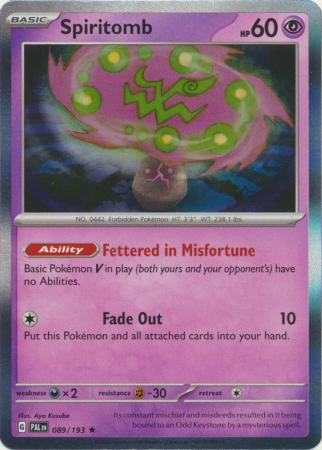 BASIC
Spiritomb
HP60
NO. 0442 Forbidden Pokémon HT: 3'3" WT: 238.1 lbs.
Ability Fettered in Misfortune
Basic Pokémon V in play (both yours and your opponent's) have
no Abilities.
Fade Out 10
Put this Pokémon and all attached cards into your hand.
weakness ×2 resistance -30 retreat
Illus. Aya Kusube
G PAL EN 089/193 ★
Its constant mischief and misdeeds resulted in it being
bound to an Odd Keystone by a mysterious spell.